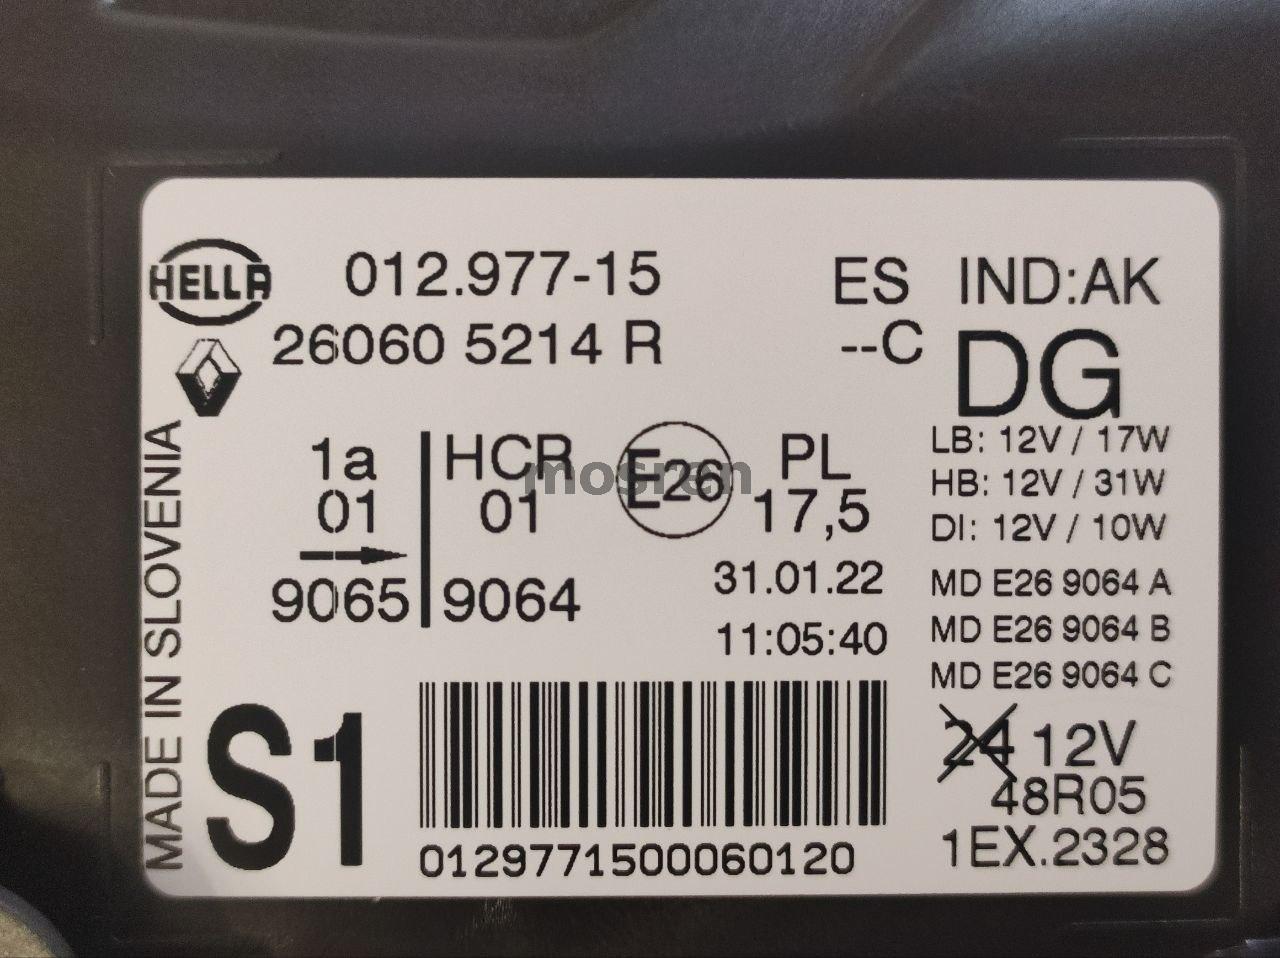 HELLA
012.977-15
ES
IND:AK
26060 5214 R
--C
DG
1a
01
9065
HCR
01
9064
E26
PL
17,5
31.01.22
11:05:40
LB: 12V / 17W
HB: 12V / 31W
DI: 12V / 10W
MD E26 9064 A
MD E26 9064 B
MD E26 9064 C
24 12V
48R05
1EX.2328
MADE IN SLOVENIA
S1
0129771500060120
mosren